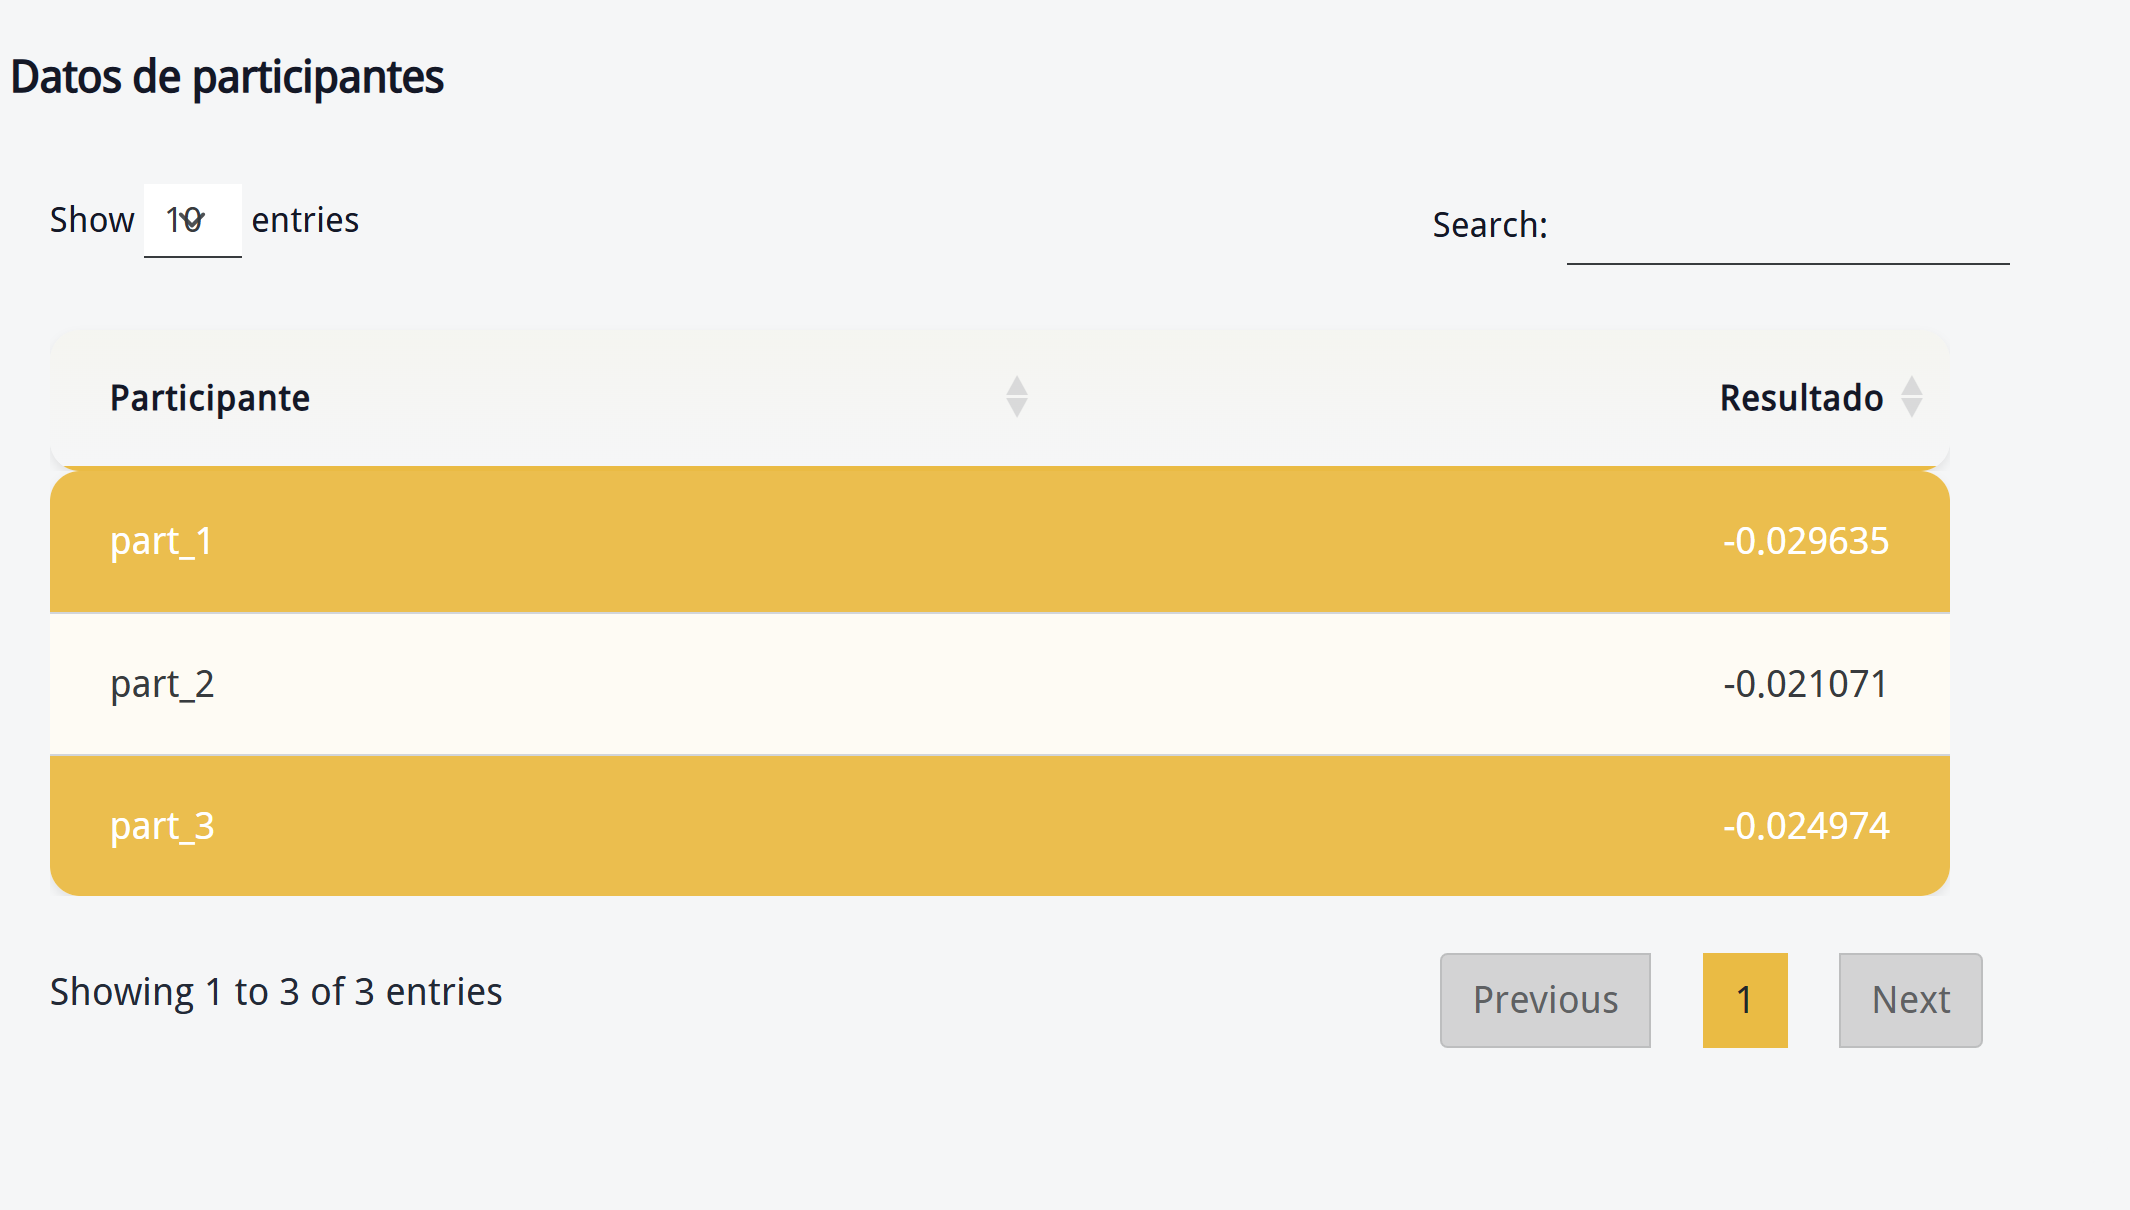 Datos de participantes
Show 10 entries Search:
Participante Resultado
part_1 -0.029635
part_2 -0.021071
part_3 -0.024974
Showing 1 to 3 of 3 entries Previous 1 Next